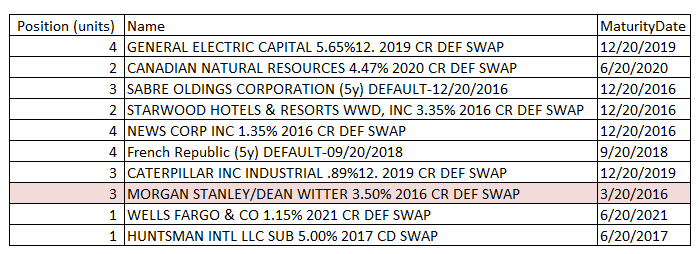 Position (units) Name MaturityDate
4 GENERAL ELECTRIC CAPITAL 5.65%12. 2019 CR DEF SWAP 12/20/2019
2 CANADIAN NATURAL RESOURCES 4.47% 2020 CR DEF SWAP 6/20/2020
3 SABRE OLDINGS CORPORATION (5y) DEFAULT-12/20/2016 12/20/2016
2 STARWOOD HOTELS & RESORTS WWD, INC 3.35% 2016 CR DEF SWAP 12/20/2016
4 NEWS CORP INC 1.35% 2016 CR DEF SWAP 12/20/2016
4 French Republic (5y) DEFAULT-09/20/2018 9/20/2018
3 CATERPILLAR INC INDUSTRIAL .89%12. 2019 CR DEF SWAP 12/20/2019
3 MORGAN STANLEY/DEAN WITTER 3.50% 2016 CR DEF SWAP 3/20/2016
1 WELLS FARGO & CO 1.15% 2021 CR DEF SWAP 6/20/2021
1 HUNTSMAN INTL LLC SUB 5.00% 2017 CD SWAP 6/20/2017